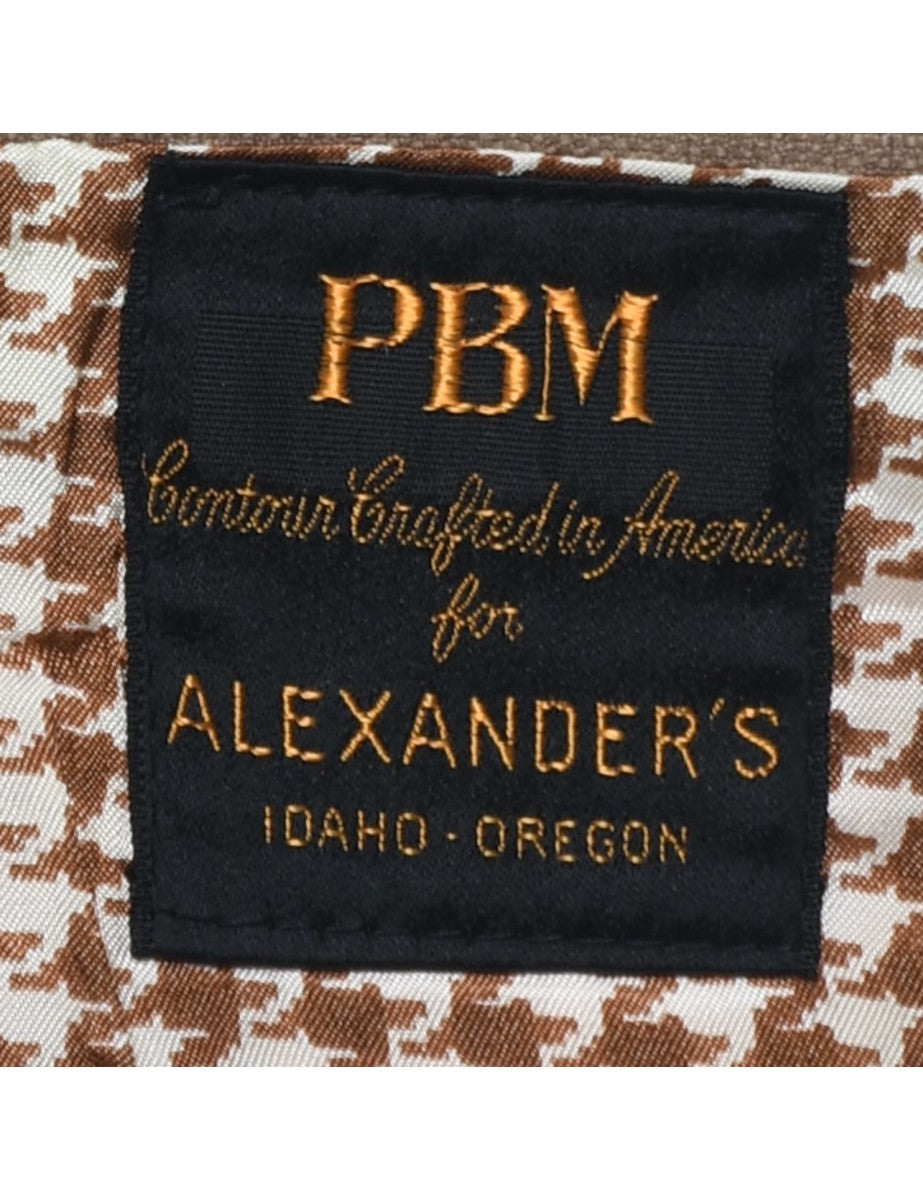 PBM
Contour Crafted in America
for
ALEXANDER'S
IDAHO · OREGON